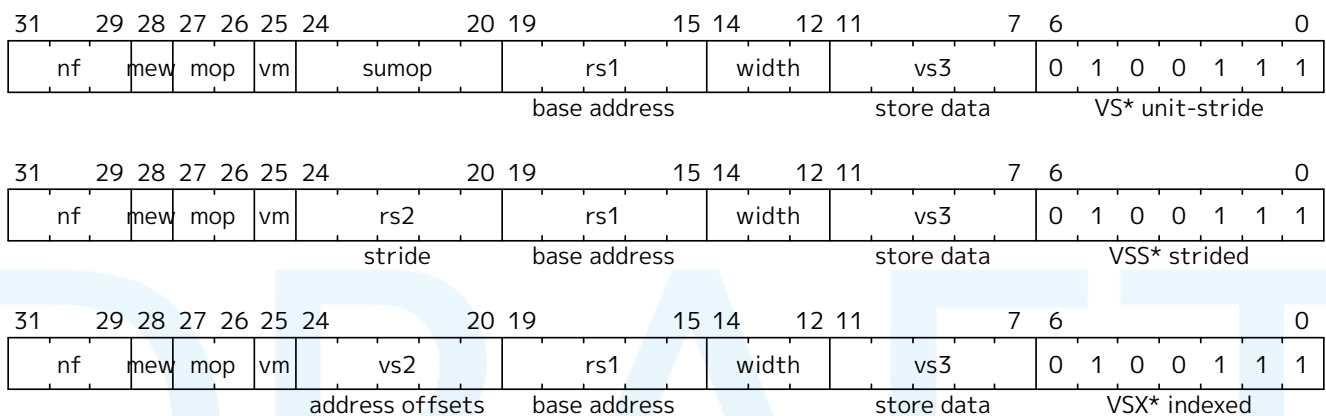 31 29 28 27 26 25 24 20 19 15 14 12 11 7 6 0
nf mew mop vm sumop rs1 width vs3 0 1 0 0 1 1 1
base address store data VS* unit-stride
31 29 28 27 26 25 24 20 19 15 14 12 11 7 6 0
nf mew mop vm rs2 rs1 width vs3 0 1 0 0 1 1 1
stride base address store data VSS* strided
31 29 28 27 26 25 24 20 19 15 14 12 11 7 6 0
nf mew mop vm vs2 rs1 width vs3 0 1 0 0 1 1 1
address offsets base address store data VSX* indexed
DRAFT